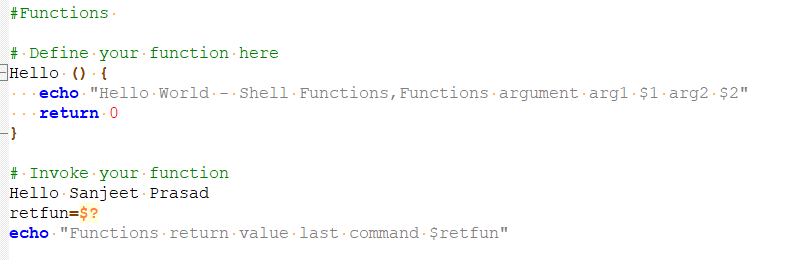 #Functions
# Define your function here
Hello () {
   echo "Hello World - Shell Functions,Functions argument arg1 $1 arg2 $2"
   return 0
}
# Invoke your function
Hello Sanjeet Prasad
retfun=$?
echo "Functions return value last command $retfun"